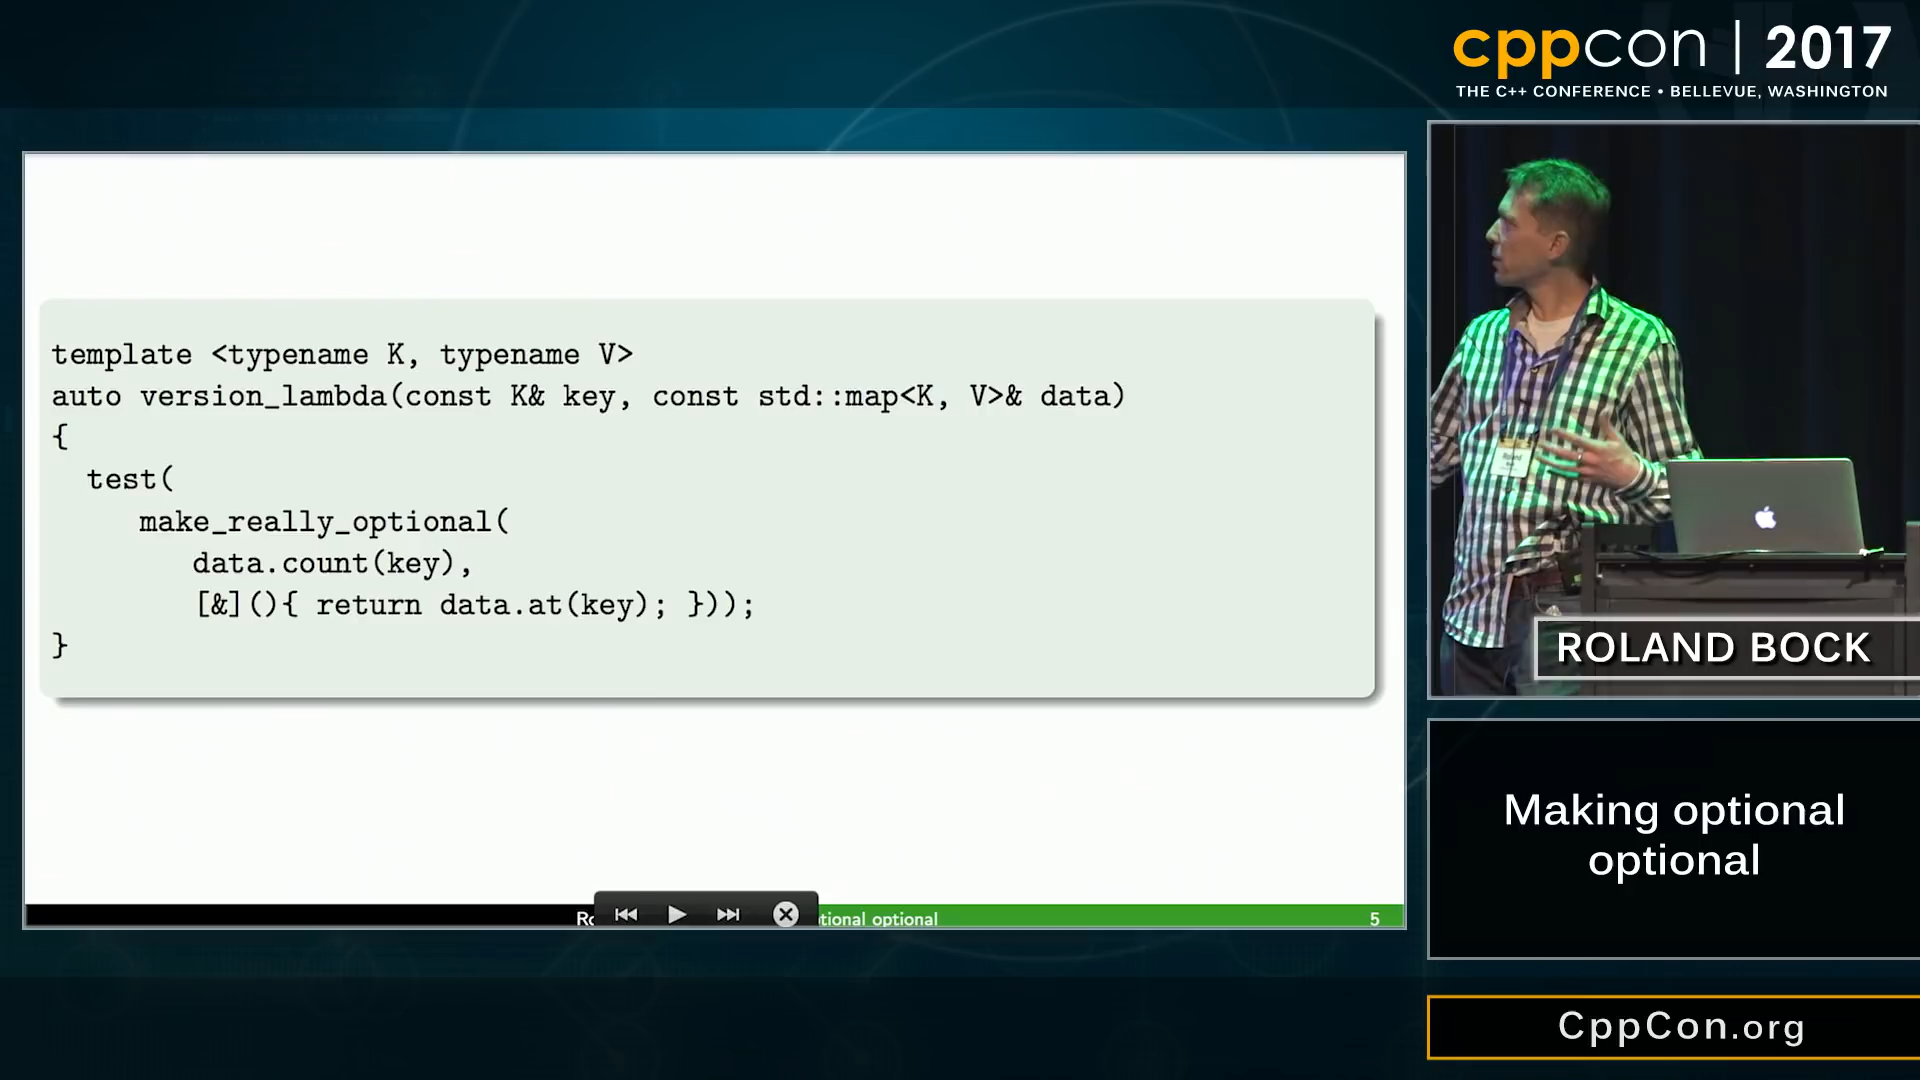 cppcon | 2017
THE C++ CONFERENCE • BELLEVUE, WASHINGTON
template <typename K, typename V>
auto version_lambda(const K& key, const std::map<K, V>& data)
{
test(
make_really_optional(
data.count(key),
[&](){ return data.at(key); }));
}
tional optional
5
Roland
ROLAND BOCK
Making optional
optional
CppCon.org